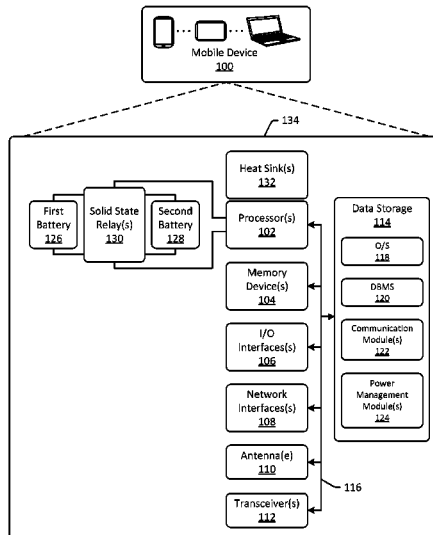 Mobile Device
100
134
Heat Sink(s)
132
First
Battery
126
Solid State
Relay(s)
130
Second
Battery
128
Processor(s)
102
Data Storage
114
O/S
118
DBMS
120
Communication
Module(s)
122
Power
Management
Module(s)
124
Memory
Device(s)
104
I/O
Interfaces(s)
106
Network
Interfaces(s)
108
Antenna(e)
110
116
Transceiver(s)
112